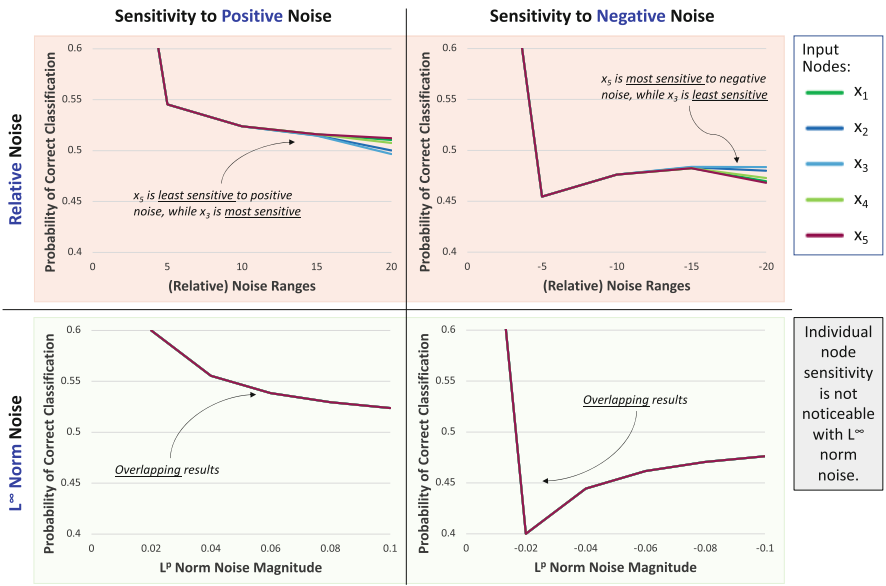 Sensitivity to Positive Noise
Sensitivity to Negative Noise
Relative Noise
Probability of Correct Classification
0.6
0.55
0.5
0.45
0.4
0
5
10
15
20
(Relative) Noise Ranges
x5 is least sensitive to positive
noise, while x3 is most sensitive
Probability of Correct Classification
0.6
0.55
0.5
0.45
0.4
0
-5
-10
-15
-20
(Relative) Noise Ranges
x5 is most sensitive to negative
noise, while x3 is least sensitive
Input
Nodes:
x1
x2
x3
x4
x5
L∞ Norm Noise
Probability of Correct Classification
0.6
0.55
0.5
0.45
0.4
0
0.02
0.04
0.06
0.08
0.1
Lp Norm Noise Magnitude
Overlapping results
Probability of Correct Classification
0.6
0.55
0.5
0.45
0.4
0
-0.02
-0.04
-0.06
-0.08
-0.1
Lp Norm Noise Magnitude
Overlapping results
Individual
node
sensitivity
is not
noticeable
with L∞
norm
noise.